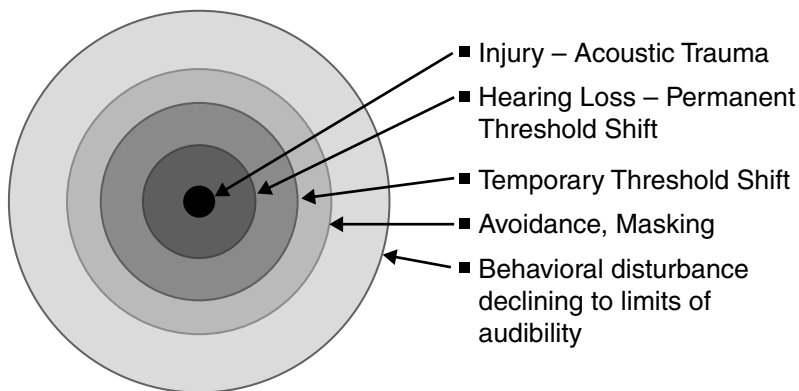 ■ Injury – Acoustic Trauma
■ Hearing Loss – Permanent
Threshold Shift
■ Temporary Threshold Shift
■ Avoidance, Masking
■ Behavioral disturbance
declining to limits of
audibility